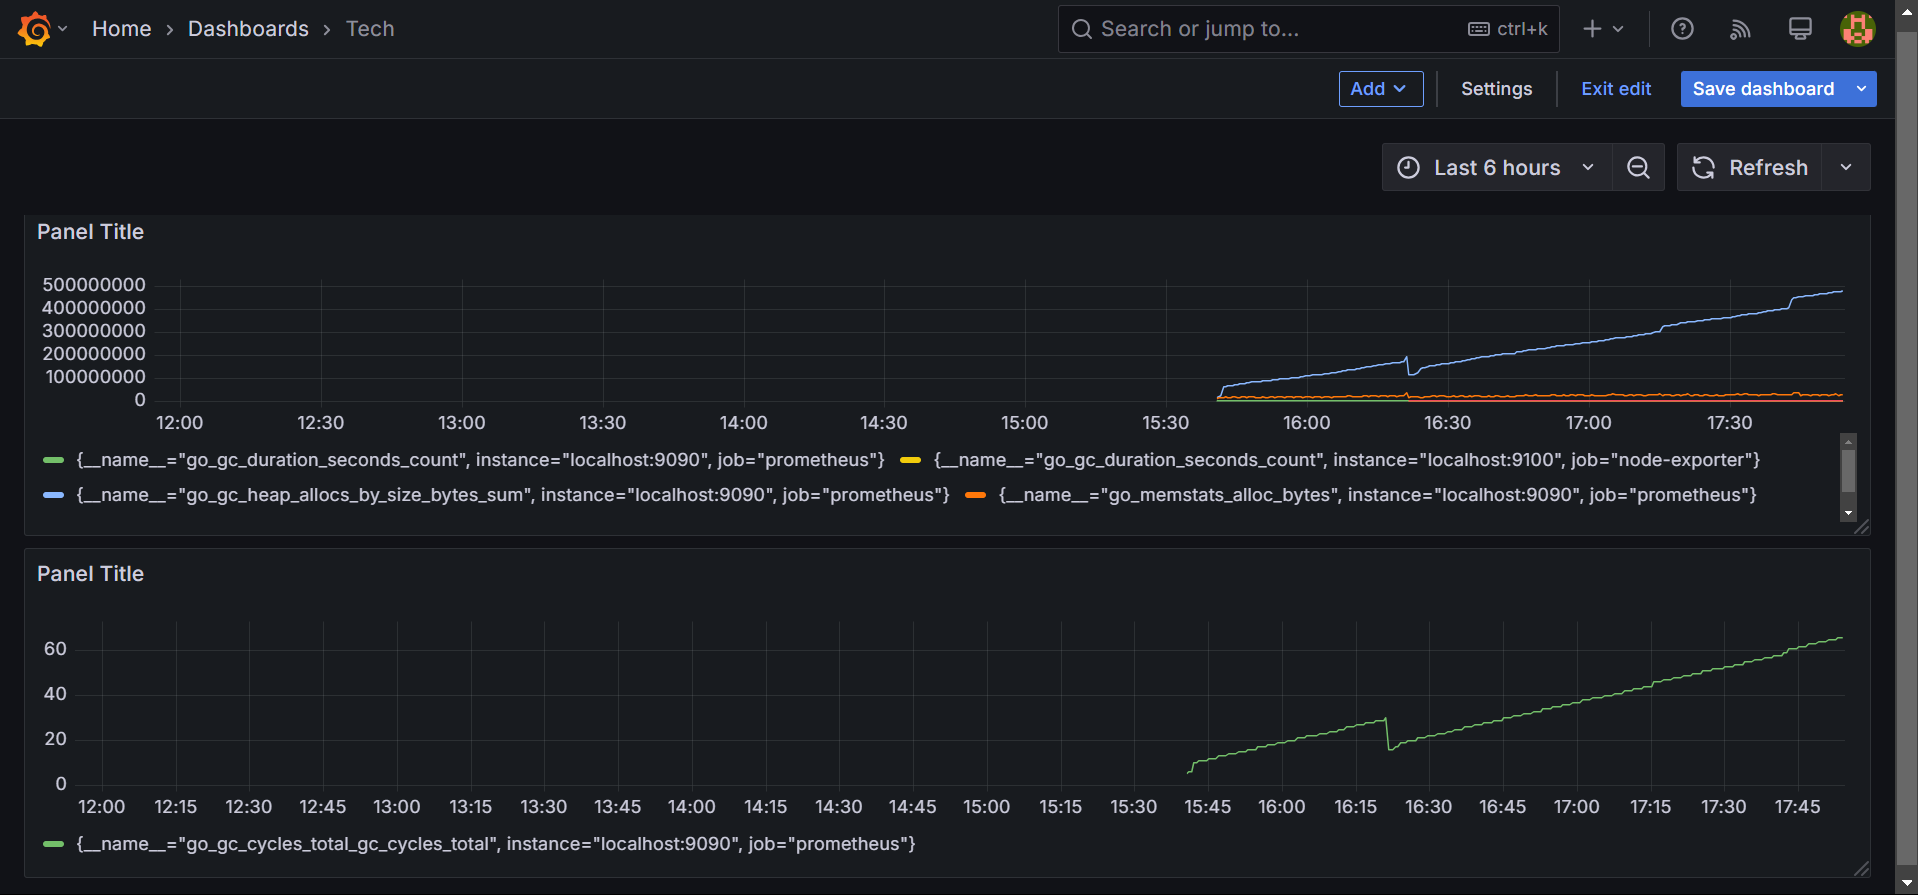 Home › Dashboards › Tech
Search or jump to... ctrl+k
Add Settings Exit edit Save dashboard
Last 6 hours Refresh
Panel Title
500000000
400000000
300000000
200000000
100000000
0
12:00 12:30 13:00 13:30 14:00 14:30 15:00 15:30 16:00 16:30 17:00 17:30
{__name__="go_gc_duration_seconds_count", instance="localhost:9090", job="prometheus"} {__name__="go_gc_duration_seconds_count", instance="localhost:9100", job="node-exporter"}
{__name__="go_gc_heap_allocs_by_size_bytes_sum", instance="localhost:9090", job="prometheus"} {__name__="go_memstats_alloc_bytes", instance="localhost:9090", job="prometheus"}
Panel Title
60
40
20
0
12:00 12:15 12:30 12:45 13:00 13:15 13:30 13:45 14:00 14:15 14:30 14:45 15:00 15:15 15:30 15:45 16:00 16:15 16:30 16:45 17:00 17:15 17:30 17:45
{__name__="go_gc_cycles_total_gc_cycles_total", instance="localhost:9090", job="prometheus"}